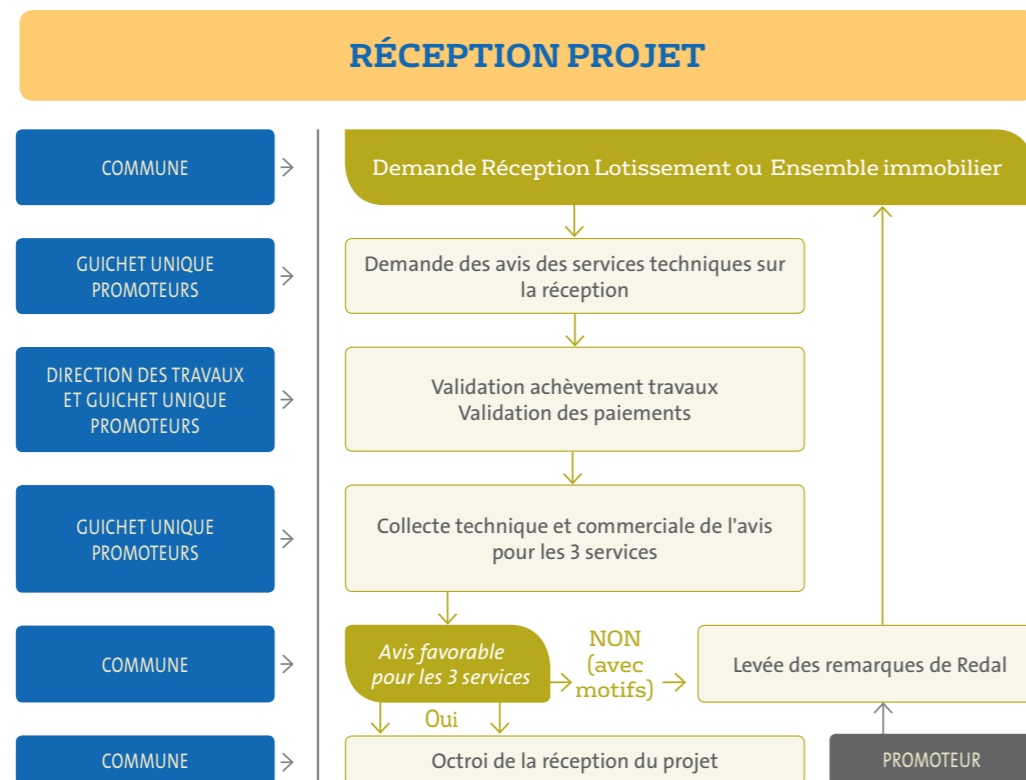 RÉCEPTION PROJET
COMMUNE
Demande Réception Lotissement ou Ensemble immobilier
GUICHET UNIQUE
PROMOTEURS
Demande des avis des services techniques sur
la réception
DIRECTION DES TRAVAUX
ET GUICHET UNIQUE
PROMOTEURS
Validation achèvement travaux
Validation des paiements
GUICHET UNIQUE
PROMOTEURS
Collecte technique et commerciale de l'avis
pour les 3 services
COMMUNE
Avis favorable
pour les 3 services
NON
(avec
motifs)
Levée des remarques de Redal
Oui
COMMUNE
Octroi de la réception du projet
PROMOTEUR